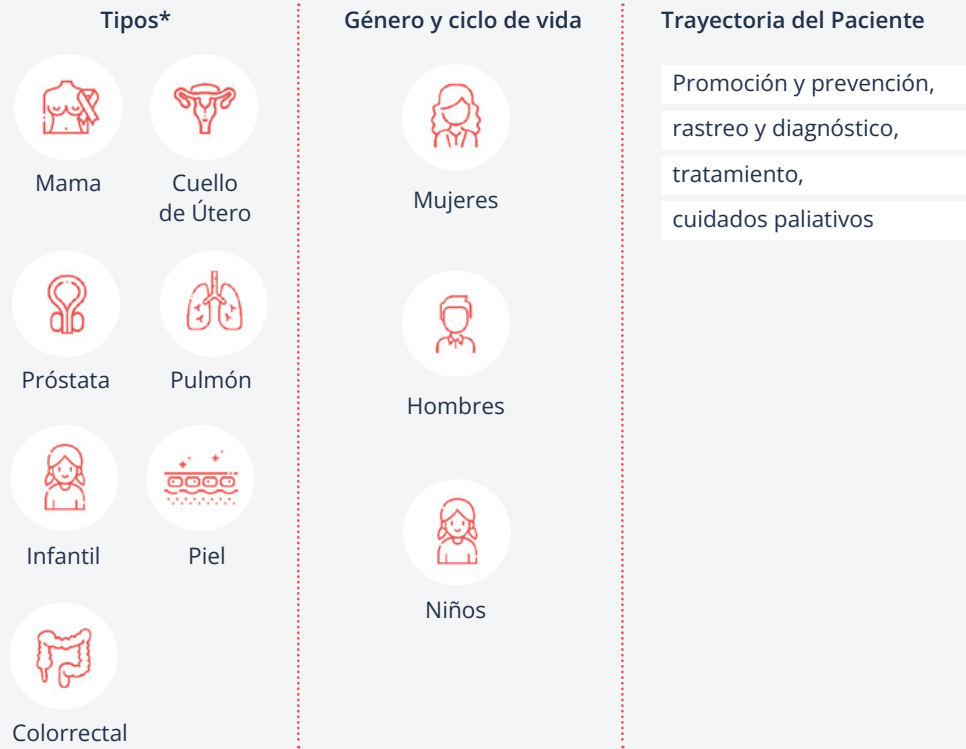 Tipos*
Mama
Cuello
de Útero
Próstata
Pulmón
Infantil
Piel
Colorrectal
Género y ciclo de vida
Mujeres
Hombres
Niños
Trayectoria del Paciente
Promoción y prevención,
rastreo y diagnóstico,
tratamiento,
cuidados paliativos